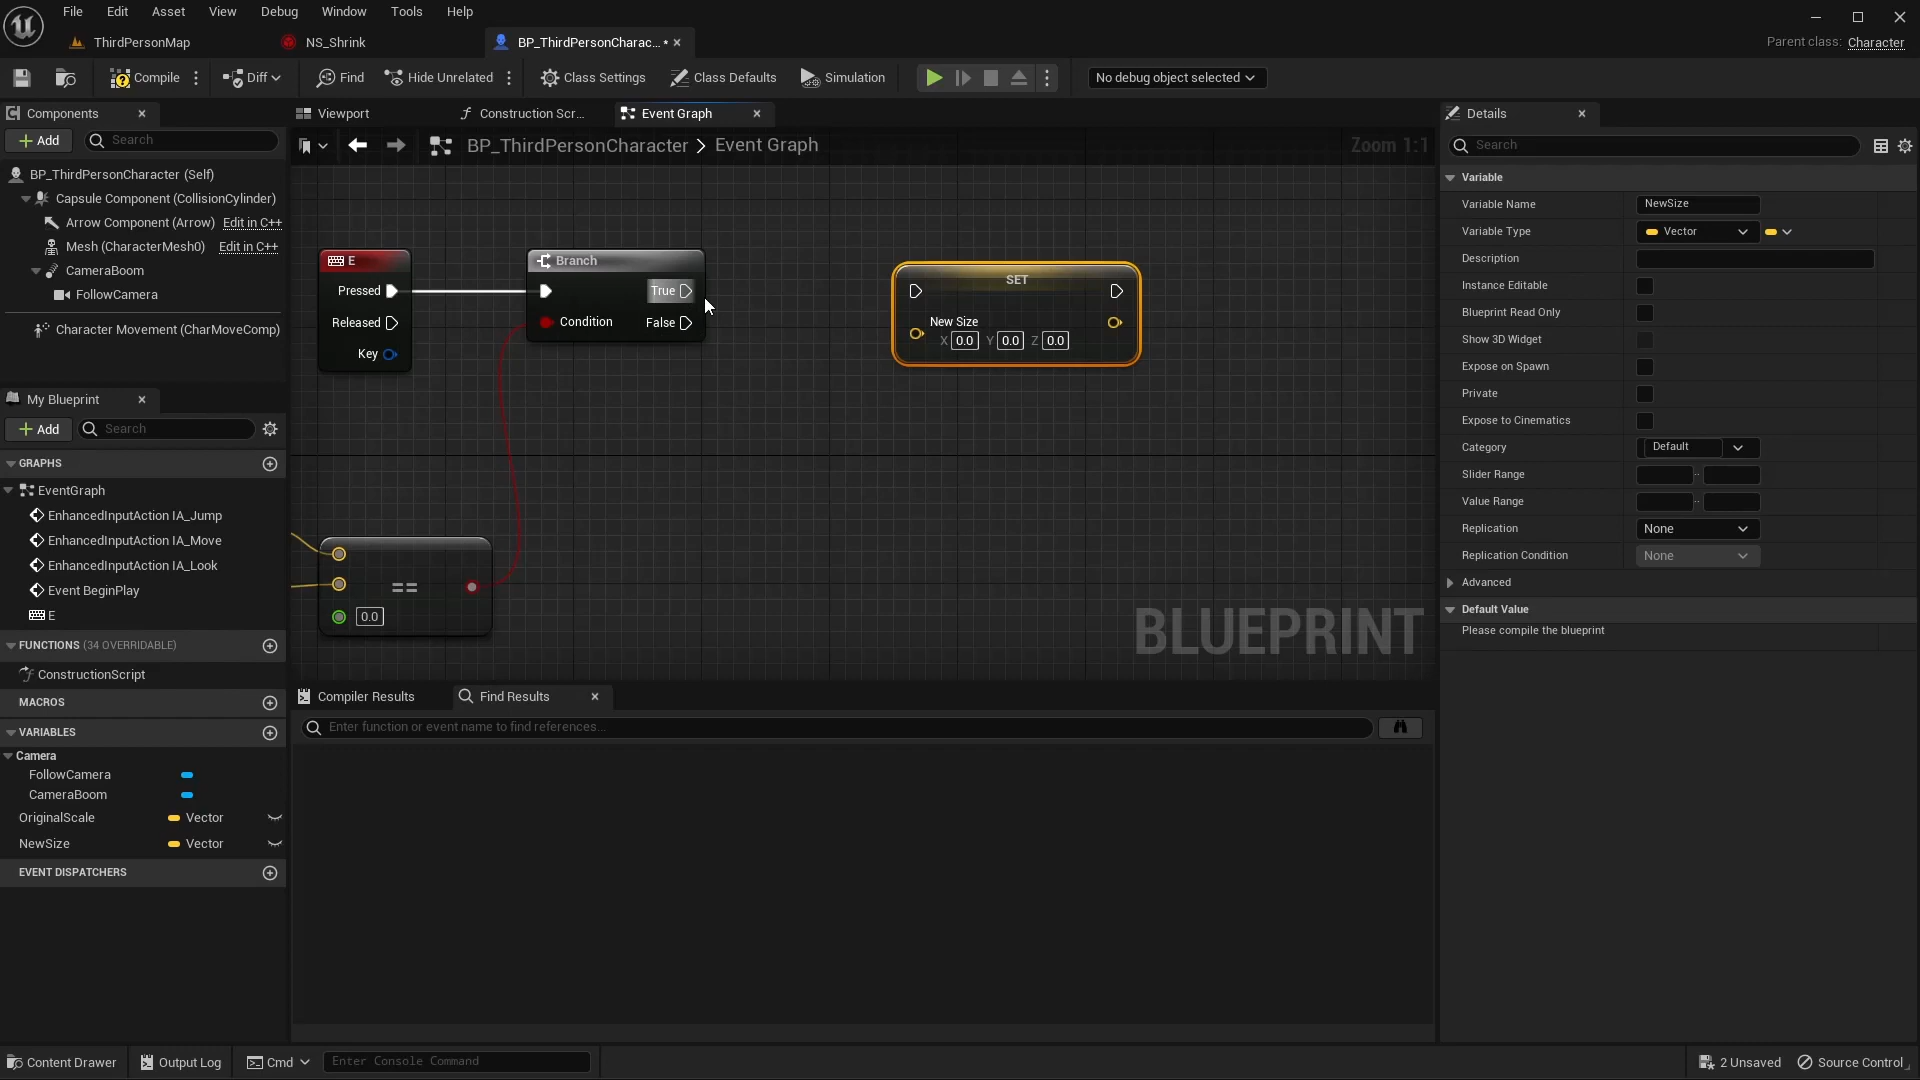 File Edit Asset View Debug Window Tools Help
ThirdPersonMap NS_Shrink BP_ThirdPersonCharac... •
Parent class: Character
Compile Diff Find Hide Unrelated Class Settings Class Defaults Simulation No debug object selected
Components
Add Search
BP_ThirdPersonCharacter (Self)
Capsule Component (CollisionCylinder)
Arrow Component (Arrow) Edit in C++
Mesh (CharacterMesh0) Edit in C++
CameraBoom
FollowCamera
Character Movement (CharMoveComp)
My Blueprint
Add Search
GRAPHS
EventGraph
EnhancedInputAction IA_Jump
EnhancedInputAction IA_Move
EnhancedInputAction IA_Look
Event BeginPlay
E
FUNCTIONS (34 OVERRIDABLE)
ConstructionScript
MACROS
VARIABLES
Camera
FollowCamera
CameraBoom
OriginalScale Vector
NewSize Vector
EVENT DISPATCHERS
Viewport Construction Scr... Event Graph
BP_ThirdPersonCharacter > Event Graph
Zoom 1:1
E
Pressed
Released
Key
Branch
True
Condition False
SET
New Size
X 0.0 Y 0.0 Z 0.0
==
0.0
BLUEPRINT
Compiler Results Find Results
Enter function or event name to find references...
Details
Search
Variable
Variable Name NewSize
Variable Type Vector
Description
Instance Editable
Blueprint Read Only
Show 3D Widget
Expose on Spawn
Private
Expose to Cinematics
Category Default
Slider Range
Value Range
Replication None
Replication Condition None
Advanced
Default Value
Please compile the blueprint
Content Drawer Output Log Cmd Enter Console Command 2 Unsaved Source Control